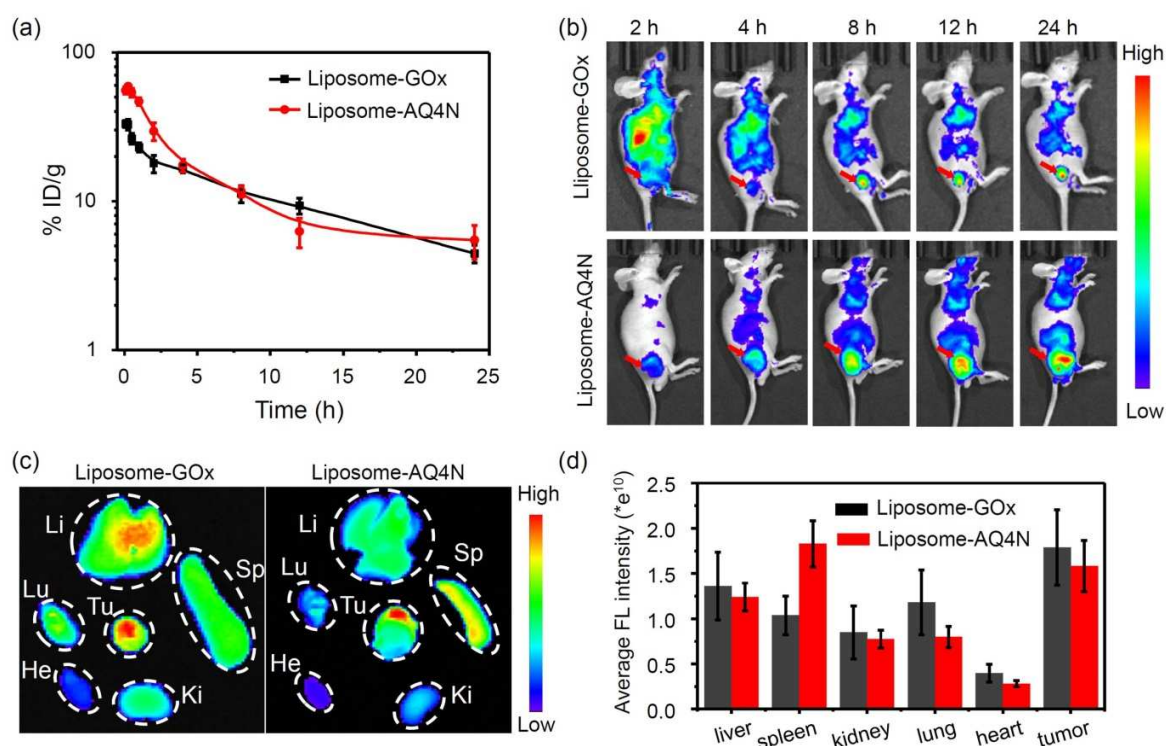 (a)
100
10
1
% ID/g
Liposome-GOx
Liposome-AQ4N
0 5 10 15 20 25
Time (h)
(b)
2 h 4 h 8 h 12 h 24 h
LIiposome-GOx
Liposome-AQ4N
High
Low
(c)
Liposome-GOx Liposome-AQ4N
Li
Sp
Lu
Tu
He
Ki
Li
Sp
Lu
Tu
He
Ki
High
Low
(d)
Average FL intensity (*e¹⁰)
2.5
2.0
1.5
1.0
0.5
0.0
Liposome-GOx
Liposome-AQ4N
liver spleen kidney lung heart tumor